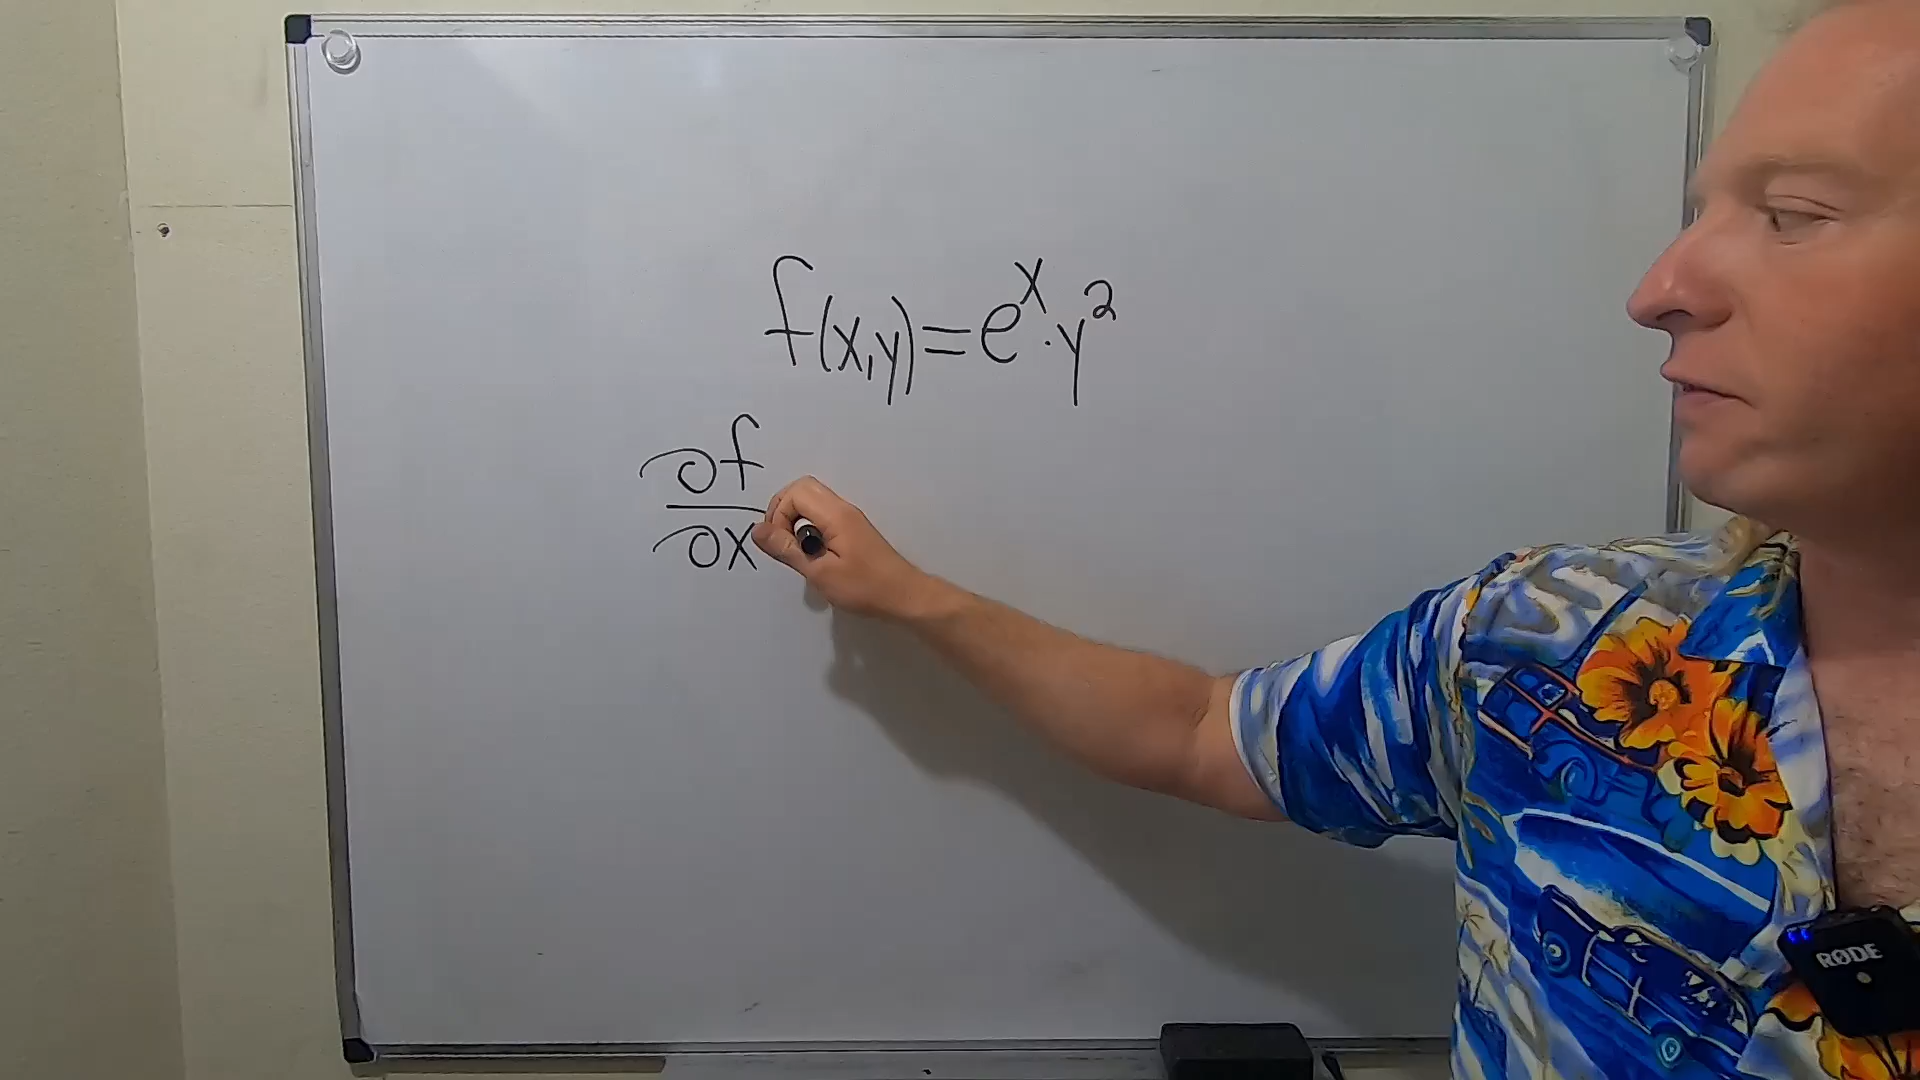 f(x,y)=e^x·y^2
∂f
∂x
RØDE